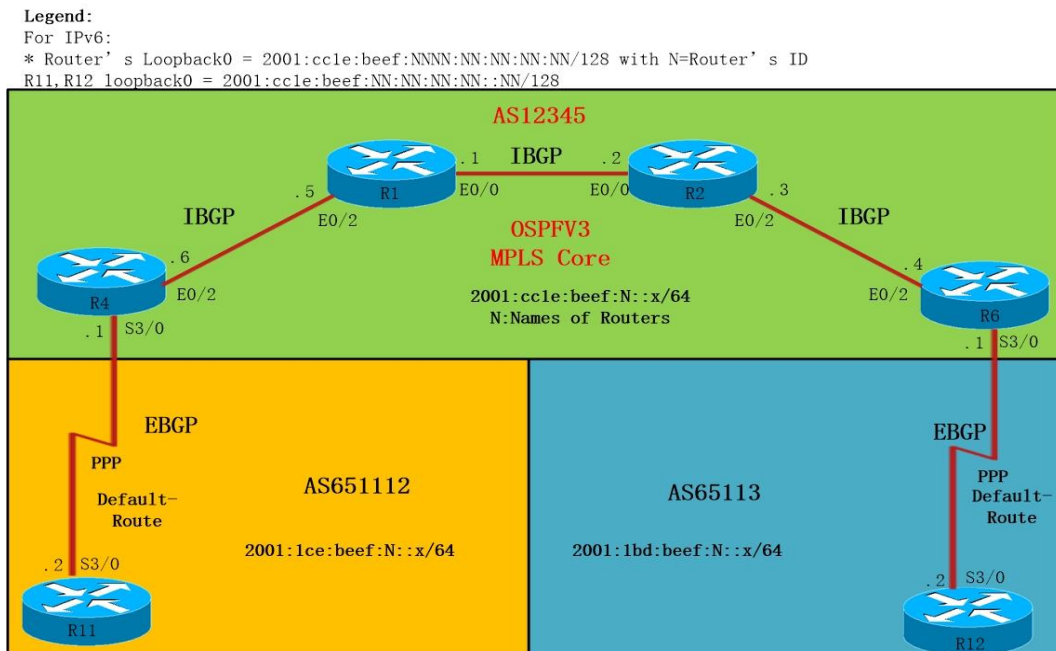 Legend:
For IPv6:
* Router's Loopback0 = 2001:cc1e:beef:NNNN:NN:NN:NN:NN/128 with N=Router's ID
R11,R12 loopback0 = 2001:cc1e:beef:NN:NN:NN:NN::NN/128
AS12345
.1
IBGP
.2
R1
E0/0
E0/0
R2
.5
E0/2
.3
E0/2
IBGP
IBGP
OSPFV3
MPLS Core
.6
R4
E0/2
.4
E0/2
R6
2001:cc1e:beef:N::x/64
N:Names of Routers
.1
S3/0
.1
S3/0
EBGP
PPP
Default-
Route
AS651112
2001:1ce:beef:N::x/64
.2
S3/0
R11
EBGP
PPP
Default-
Route
AS65113
2001:1bd:beef:N::x/64
.2
S3/0
R12